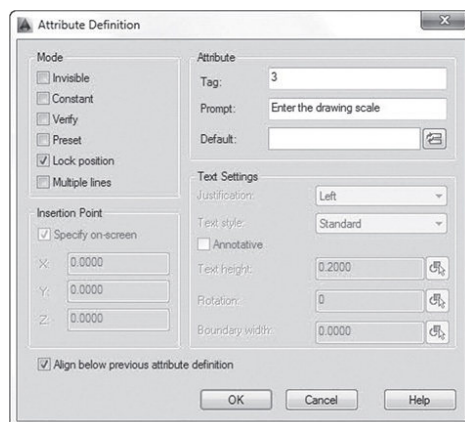 Attribute Definition
Mode
Invisible
Constant
Verify
Preset
Lock position
Multiple lines
Insertion Point
Specify on-screen
X: 0.0000
Y: 0.0000
Z: 0.0000
Attribute
Tag: 3
Prompt: Enter the drawing scale
Default:
Text Settings
Justification: Left
Text style: Standard
Annotative
Text height: 0.2000
Rotation: 0
Boundary width: 0.0000
Align below previous attribute definition
OK Cancel Help